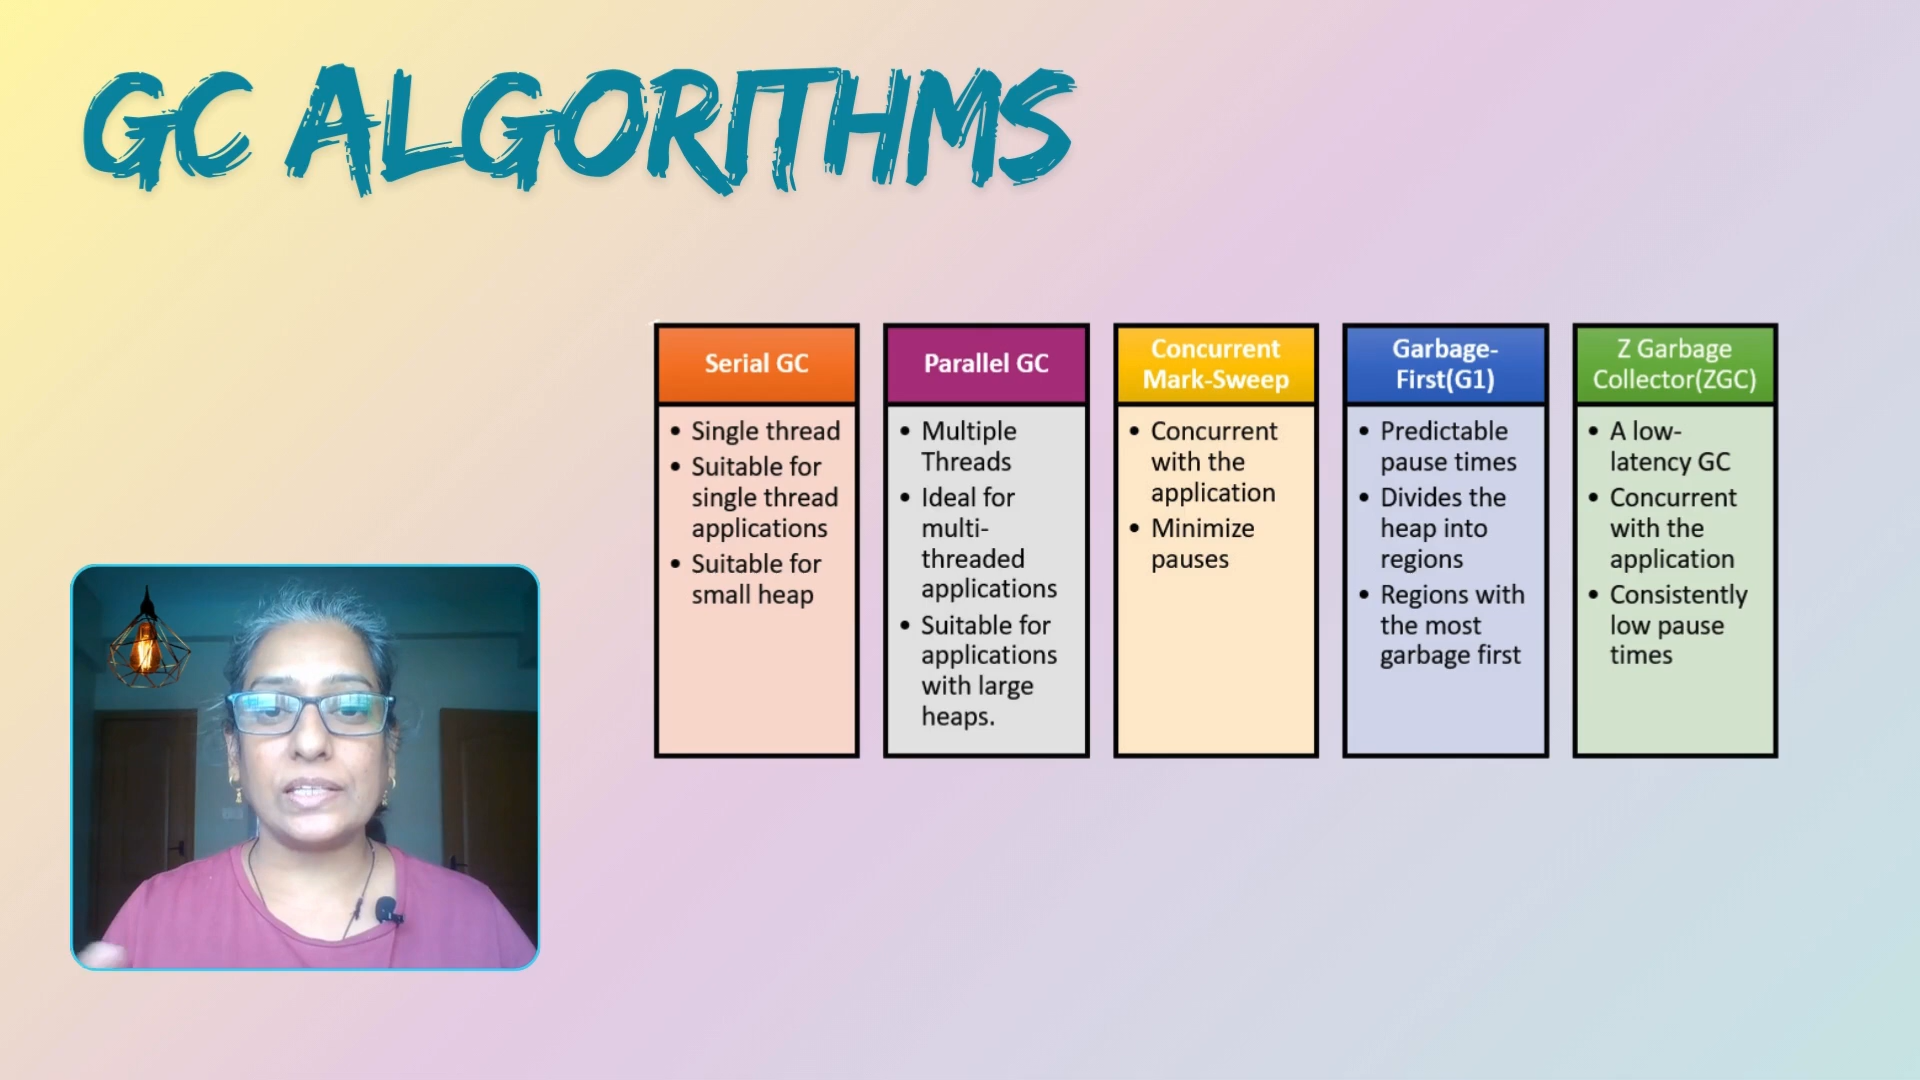 GC ALGORITHMS
Serial GC
• Single thread
• Suitable for
single thread
applications
• Suitable for
small heap
Parallel GC
• Multiple
Threads
• Ideal for
multi-
threaded
applications
• Suitable for
applications
with large
heaps.
Concurrent
Mark-Sweep
• Concurrent
with the
application
• Minimize
pauses
Garbage-
First(G1)
• Predictable
pause times
• Divides the
heap into
regions
• Regions with
the most
garbage first
Z Garbage
Collector(ZGC)
• A low-
latency GC
• Concurrent
with the
application
• Consistently
low pause
times